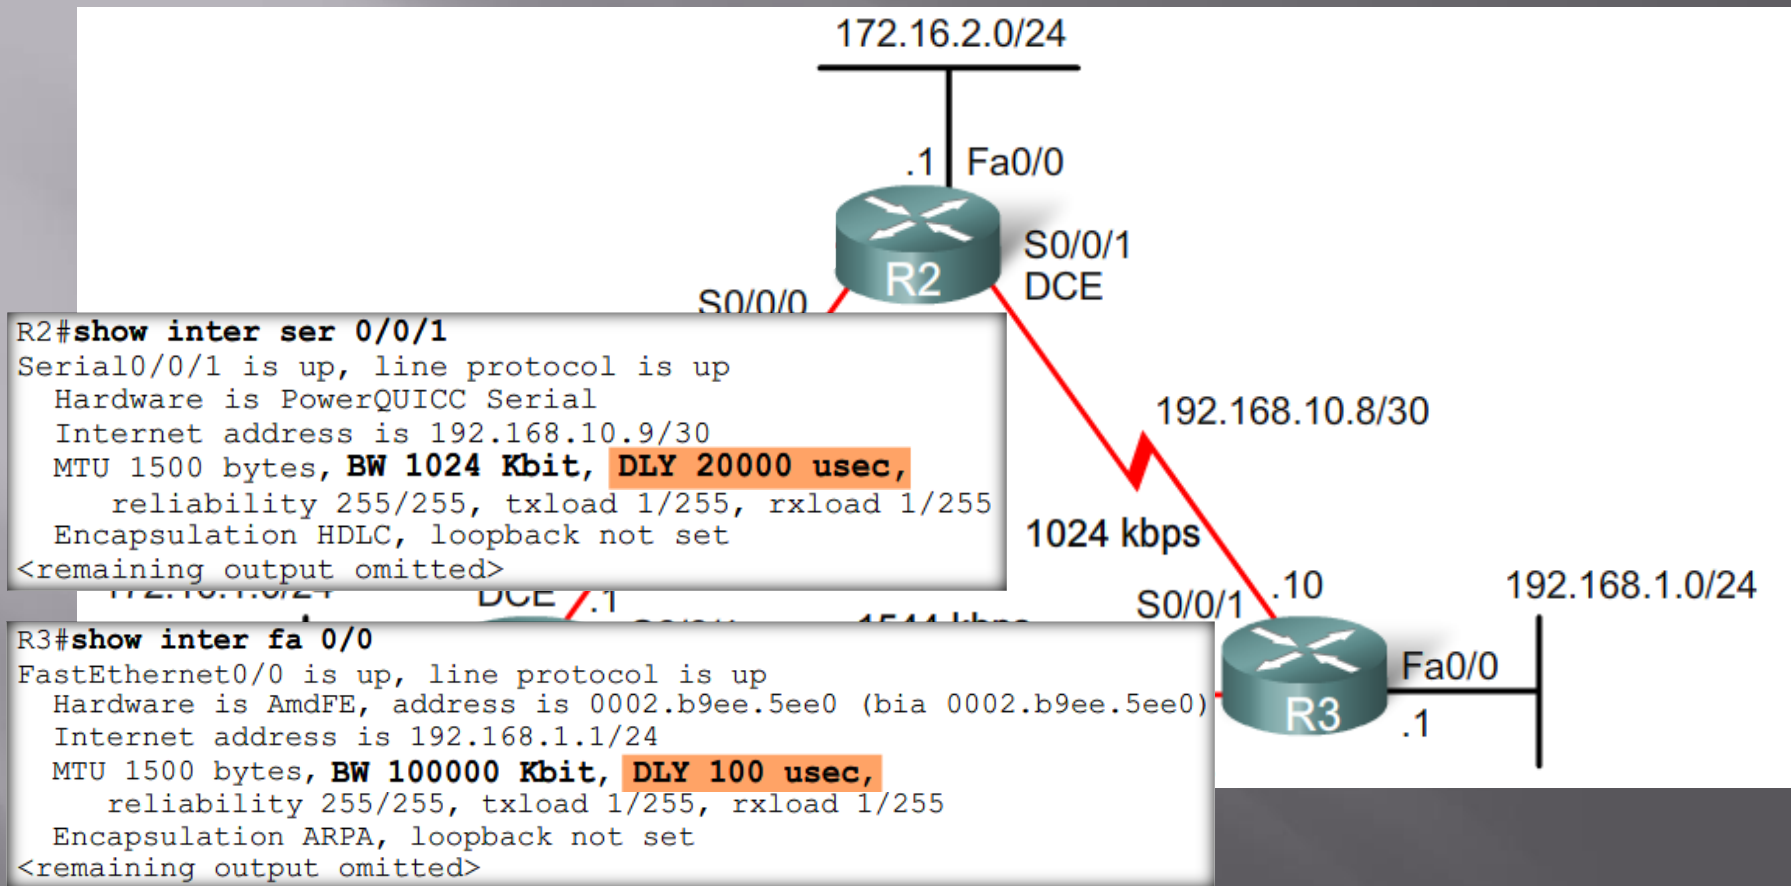 172.16.2.0/24
.1 Fa0/0
S0/0/1
DCE
R2
S0/0/0
R2#show inter ser 0/0/1
Serial0/0/1 is up, line protocol is up
Hardware is PowerQUICC Serial
Internet address is 192.168.10.9/30
MTU 1500 bytes, BW 1024 Kbit, DLY 20000 usec,
reliability 255/255, txload 1/255, rxload 1/255
Encapsulation HDLC, loopback not set
<remaining output omitted>
192.168.10.8/30
1024 kbps
DCE .1
S0/0/1 .10
192.168.1.0/24
Fa0/0
R3
.1
R3#show inter fa 0/0
FastEthernet0/0 is up, line protocol is up
Hardware is AmdFE, address is 0002.b9ee.5ee0 (bia 0002.b9ee.5ee0)
Internet address is 192.168.1.1/24
MTU 1500 bytes, BW 100000 Kbit, DLY 100 usec,
reliability 255/255, txload 1/255, rxload 1/255
Encapsulation ARPA, loopback not set
<remaining output omitted>